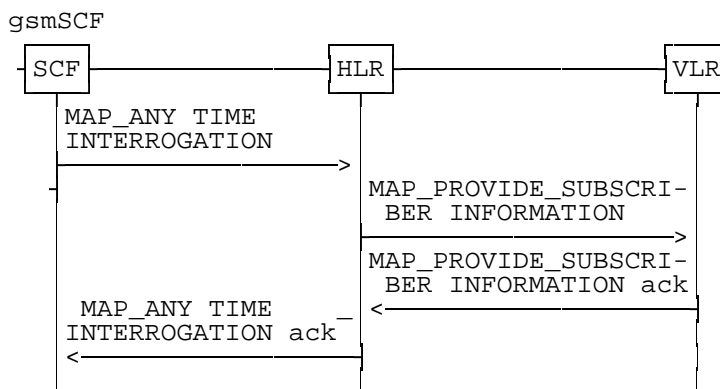 gsmSCF
SCF HLR VLR
MAP_ANY TIME
INTERROGATION
MAP_PROVIDE_SUBSCRI-
BER INFORMATION
MAP_PROVIDE_SUBSCRI-
BER INFORMATION ack
MAP_ANY TIME _
INTERROGATION ack